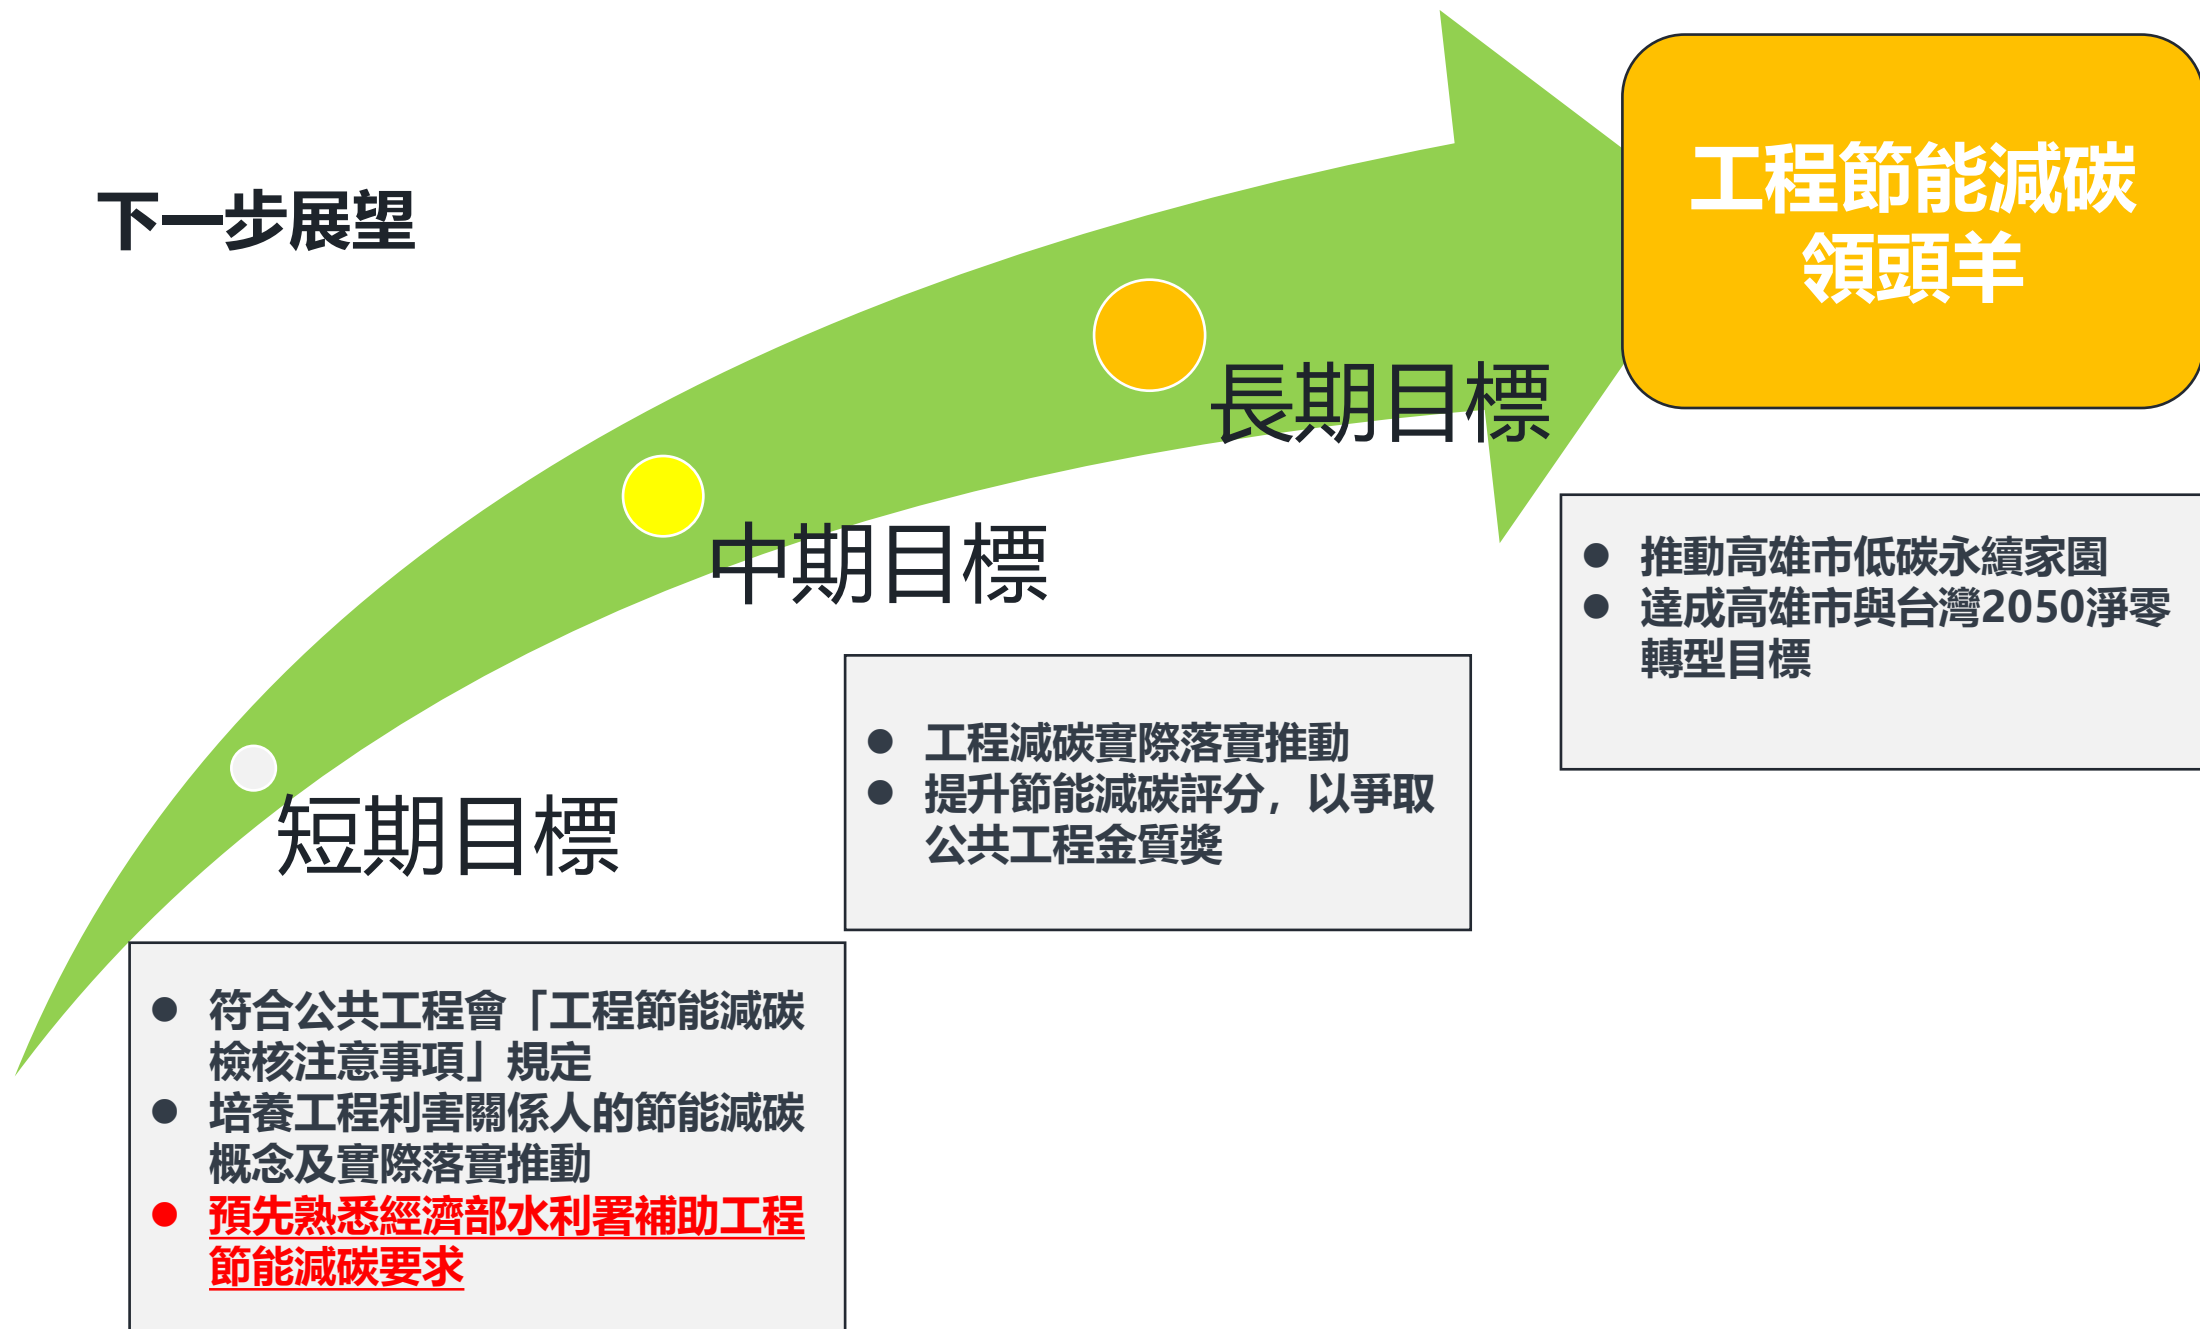 下一步展望
工程節能減碳
領頭羊
長期目標
中期目標
短期目標
● 推動高雄市低碳永續家園
● 達成高雄市與台灣2050淨零
轉型目標
● 工程減碳實際落實推動
● 提升節能減碳評分，以爭取
公共工程金質獎
● 符合公共工程會「工程節能減碳
檢核注意事項」規定
● 培養工程利害關係人的節能減碳
概念及實際落實推動
● 預先熟悉經濟部水利署補助工程
節能減碳要求